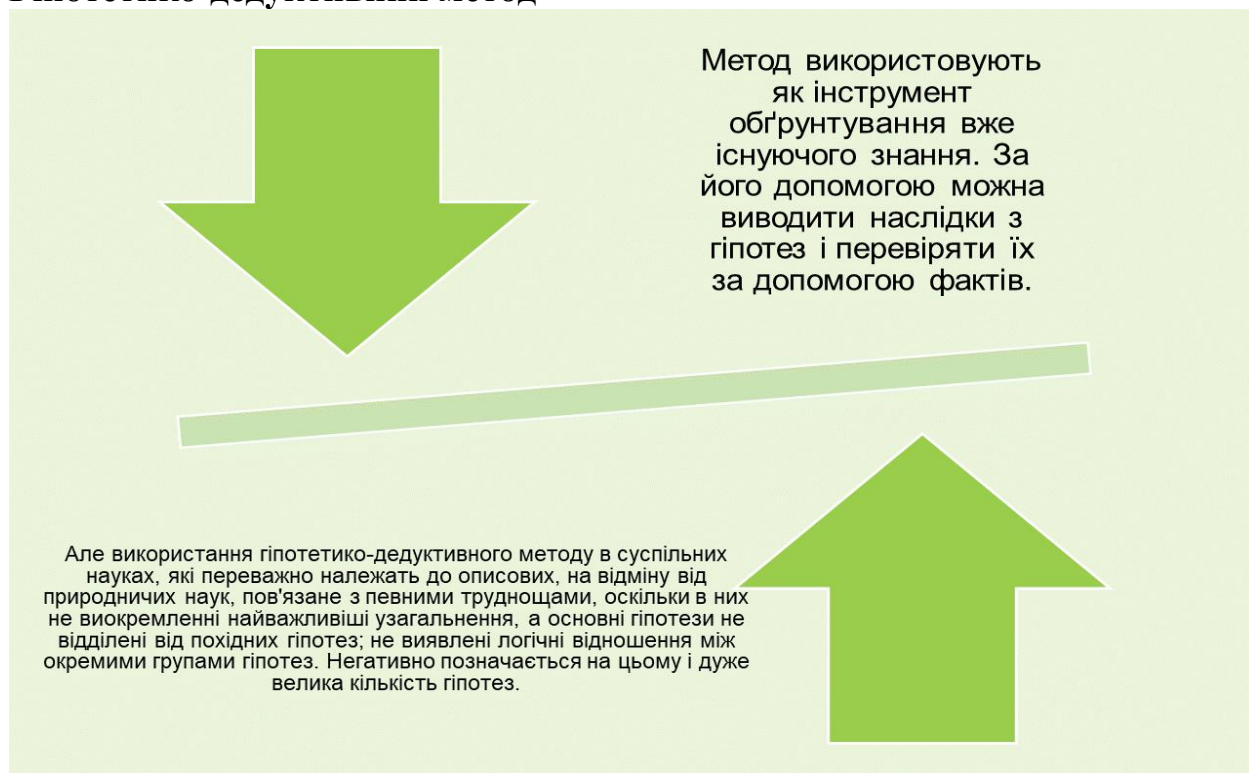 Гіпотетико-дедуктивний метод
Метод використовують
як інструмент
обґрунтування вже
існуючого знання. За
його допомогою можна
виводити наслідки з
гіпотез і перевіряти їх
за допомогою фактів.
Але використання гіпотетико-дедуктивного методу в суспільних
науках, які переважно належать до описових, на відміну від
природничих наук, пов'язане з певними труднощами, оскільки в них
не виокремленні найважливіші узагальнення, а основні гіпотези не
відділені від похідних гіпотез; не виявлені логічні відношення між
окремими групами гіпотез. Негативно позначається на цьому і дуже
велика кількість гіпотез.